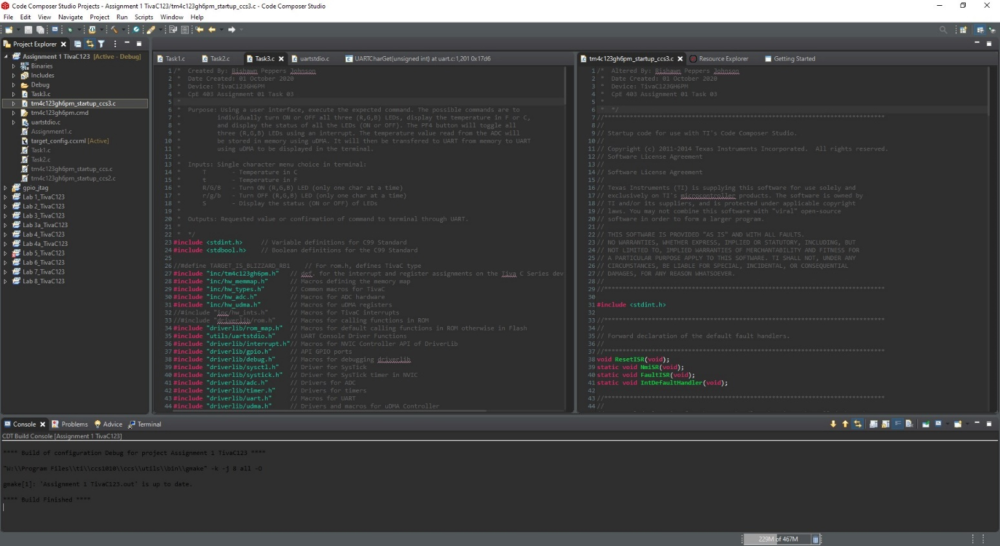 Code Composer Studio Projects - Assignment 1 TivaC123/tm4c123gh6pm_startup_ccs3.c - Code Composer Studio
File Edit View Navigate Project Run Scripts Window Help
Project Explorer
Assignment 1 TivaC123 [Active - Debug]
Binaries
Includes
Debug
Task3.c
tm4c123gh6pm_startup_ccs3.c
tm4c123gh6pm.cmd
uartstdio.c
Assignment1.c
target_config.ccxml [Active]
Task1.c
Task2.c
tm4c123gh6pm_startup_ccs.c
tm4c123gh6pm_startup_ccs2.c
gpio_jtag
Lab 1_TivaC123
Lab 2_TivaC123
Lab 3_TivaC123
Lab 3a_TivaC123
Lab 4_TivaC123
Lab 4a_TivaC123
Lab 5_TivaC123
Lab 6_TivaC123
Lab 7_TivaC123
Lab 8_TivaC123
Task1.c Task2.c Task3.c uartstdio.c UARTCharGet(unsigned int) at uart.c:1,201 0x17d6
1 /* Created By: Rishawn Peppers Johnson
2 * Date Created: 01 October 2020
3 * Device: TivaC123GH6PM
4 * CpE 403 Assignment 01 Task 03
5 *
6 * Purpose: Using a user interface, execute the expected command. The possible commands are to
7 * individually turn ON or OFF all three (R,G,B) LEDs, display the temperature in F or C,
8 * and display the status of all the LEDs (ON or OFF). The PF4 button will toggle all
9 * three (R,G,B) LEDs using an interrupt. The temperature value read from the ADC will
10 * be stored in memory using uDMA. It will then be transfered to UART from memory to UART
11 * using uDMA to be displayed in the terminal.
12 *
13 * Inputs: Single character menu choice in terminal:
14 * T - Temperature in C
15 * t - Temperature in F
16 * R/G/B - Turn ON (R,G,B) LED (only one char at a time)
17 * r/g/b - Turn OFF (R,G,B) LED (only one char at a time)
18 * S - Display the status (ON or OFF) of LEDs
19 *
20 * Outputs: Requested value or confirmation of command to terminal through UART.
21 *
22 * */
23 #include <stdint.h> // Variable definitions for C99 Standard
24 #include <stdbool.h> // Boolean definitions for the C99 Standard
25
26 //#define TARGET_IS_BLIZZARD_RB1 // For rom.h, defines TivaC type
27 #include "inc/tm4c123gh6pm.h" // def. for the interrupt and register assignments on the Tiva C Series dev
28 #include "inc/hw_memmap.h" // Macros defining the memory map
29 #include "inc/hw_types.h" // Common macros for TivaC
30 #include "inc/hw_adc.h" // Macros for ADC hardware
31 #include "inc/hw_udma.h" // Macros for uDMA registers
32 //#include "inc/hw_ints.h" // Macros for TivaC interrupts
33 //#include "driverlib/rom.h" // Macros for calling functions in ROM
34 #include "driverlib/rom_map.h" // Macros for default calling functions in ROM otherwise in Flash
35 #include "utils/uartstdio.h" // UART Console Driver Functions
36 #include "driverlib/interrupt.h"// Macros for NVIC Controller API of DriverLib
37 #include "driverlib/gpio.h" // API GPIO ports
38 #include "driverlib/debug.h" // Macros for debugging driverlib
39 #include "driverlib/sysctl.h" // Driver for SysTick
40 #include "driverlib/systick.h" // Driver for SysTick timer in NVIC
41 #include "driverlib/adc.h" // Drivers for ADC
42 #include "driverlib/timer.h" // Drivers for timers
43 #include "driverlib/uart.h" // Macros for UART
44 #include "driverlib/udma.h" // Drivers and macros for uDMA Controller
tm4c123gh6pm_startup_ccs3.c Resource Explorer Getting Started
1 /* Altered By: Rishawn Peppers Johnson
2 * Date Created: 01 October 2020
3 * Device: TivaC123GH6PM
4 * CpE 403 Assignment 01 Task 03
5 *
6 * */
7 //*****************************************************************************
8 //
9 // Startup code for use with TI's Code Composer Studio.
10 //
11 // Copyright (c) 2011-2014 Texas Instruments Incorporated. All rights reserved.
12 // Software License Agreement
13 //
14 // Software License Agreement
15 //
16 // Texas Instruments (TI) is supplying this software for use solely and
17 // exclusively on TI's microcontroller products. The software is owned by
18 // TI and/or its suppliers, and is protected under applicable copyright
19 // laws. You may not combine this software with "viral" open-source
20 // software in order to form a larger program.
21 //
22 // THIS SOFTWARE IS PROVIDED "AS IS" AND WITH ALL FAULTS.
23 // NO WARRANTIES, WHETHER EXPRESS, IMPLIED OR STATUTORY, INCLUDING, BUT
24 // NOT LIMITED TO, IMPLIED WARRANTIES OF MERCHANTABILITY AND FITNESS FOR
25 // A PARTICULAR PURPOSE APPLY TO THIS SOFTWARE. TI SHALL NOT, UNDER ANY
26 // CIRCUMSTANCES, BE LIABLE FOR SPECIAL, INCIDENTAL, OR CONSEQUENTIAL
27 // DAMAGES, FOR ANY REASON WHATSOEVER.
28 //
29 //*****************************************************************************
30
31 #include <stdint.h>
32
33 //*****************************************************************************
34 //
35 // Forward declaration of the default fault handlers.
36 //
37 //*****************************************************************************
38 void ResetISR(void);
39 static void NmiSR(void);
40 static void FaultISR(void);
41 static void IntDefaultHandler(void);
42
43 //*****************************************************************************
44 //
Console Problems Advice Terminal
CDT Build Console [Assignment 1 TivaC123]
**** Build of configuration Debug for project Assignment 1 TivaC123 ****
"W:\\Program Files\\ti\\ccs1010\\ccs\\utils\\bin\\gmake" -k -j 8 all -O
gmake[1]: 'Assignment 1 TivaC123.out' is up to date.
**** Build Finished ****
229M of 467M